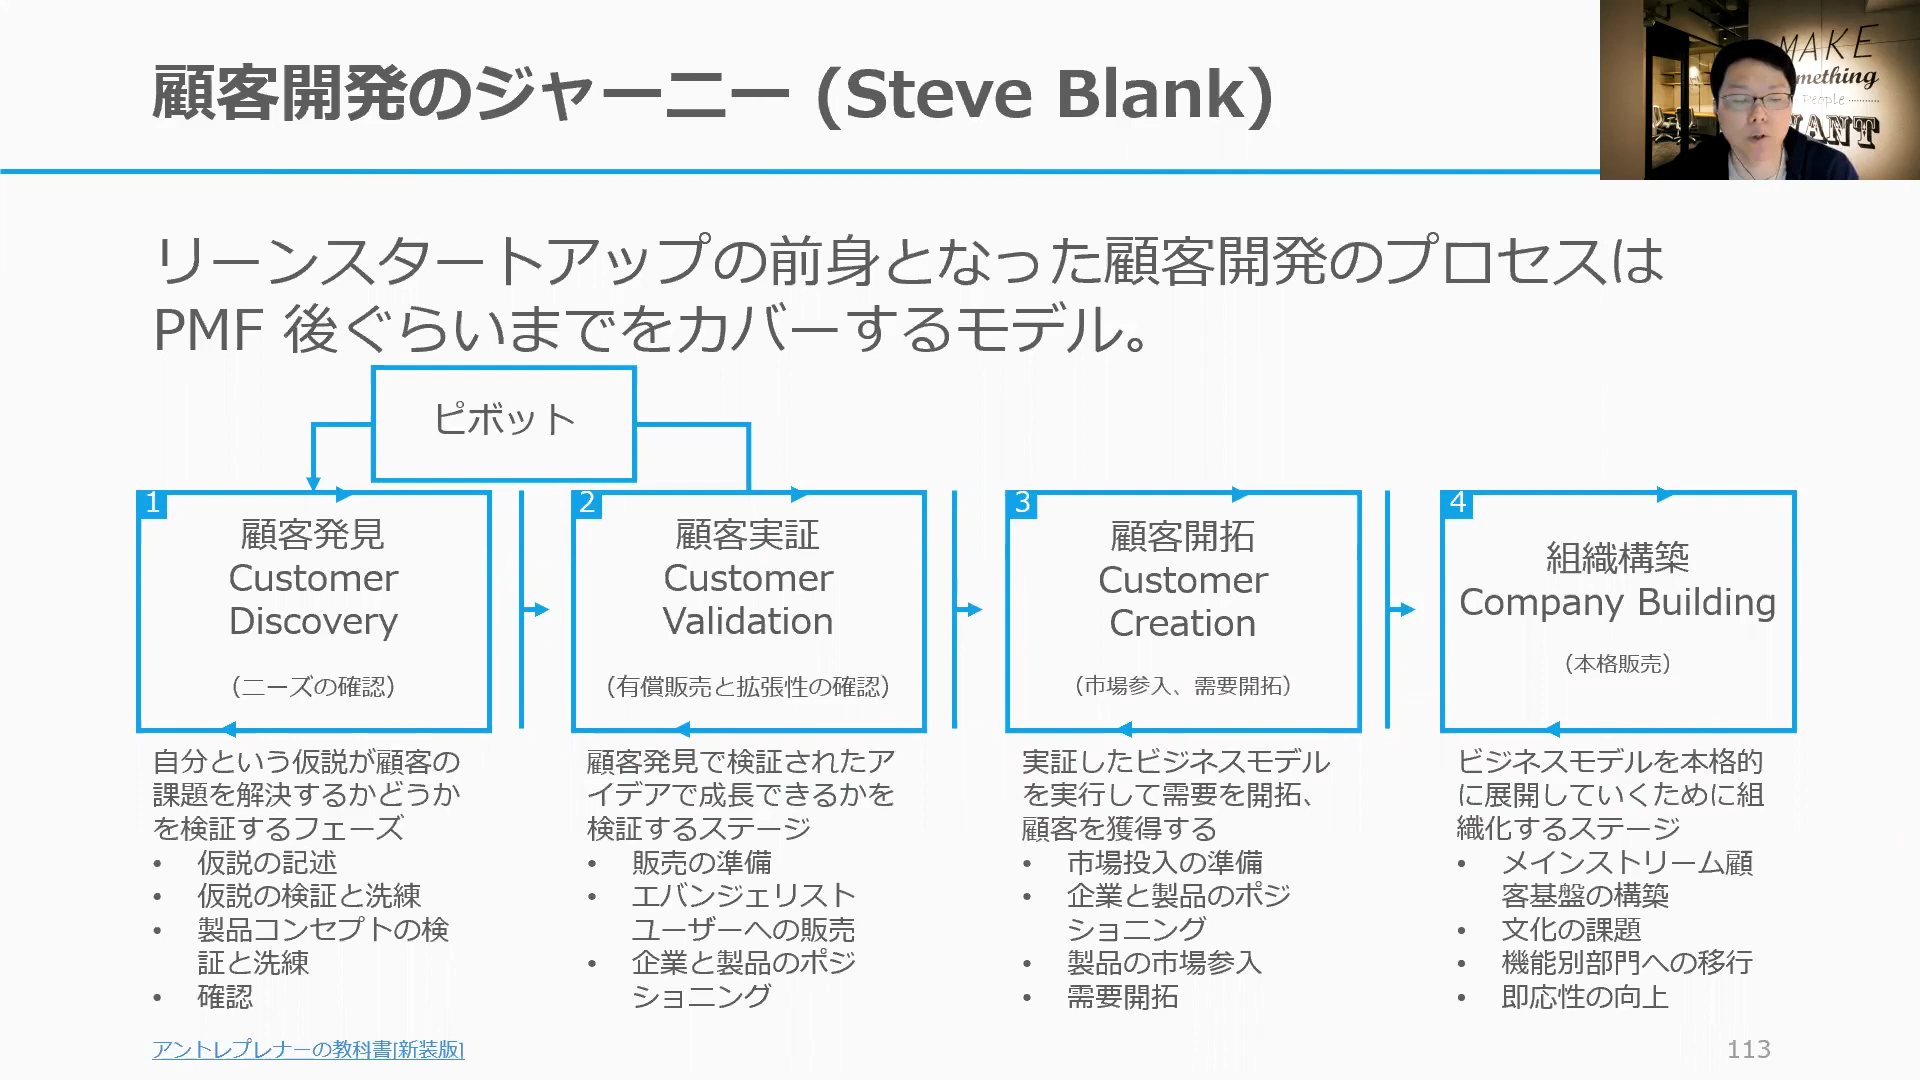 顧客開発のジャーニー (Steve Blank)
MAKE
mething
People
WANT
リーンスタートアップの前身となった顧客開発のプロセスは
PMF 後ぐらいまでをカバーするモデル。
ピボット
1
顧客発見
Customer
Discovery
（ニーズの確認）
自分という仮説が顧客の
課題を解決するかどうか
を検証するフェーズ
• 仮説の記述
• 仮説の検証と洗練
• 製品コンセプトの検
証と洗練
• 確認
2
顧客実証
Customer
Validation
（有償販売と拡張性の確認）
顧客発見で検証されたア
イデアで成長できるかを
検証するステージ
• 販売の準備
• エバンジェリスト
ユーザーへの販売
• 企業と製品のポジ
ショニング
3
顧客開拓
Customer
Creation
（市場参入、需要開拓）
実証したビジネスモデル
を実行して需要を開拓、
顧客を獲得する
• 市場投入の準備
• 企業と製品のポジ
ショニング
• 製品の市場参入
• 需要開拓
4
組織構築
Company Building
（本格販売）
ビジネスモデルを本格的
に展開していくために組
織化するステージ
• メインストリーム顧
客基盤の構築
• 文化の課題
• 機能別部門への移行
• 即応性の向上
アントレプレナーの教科書[新装版]
113